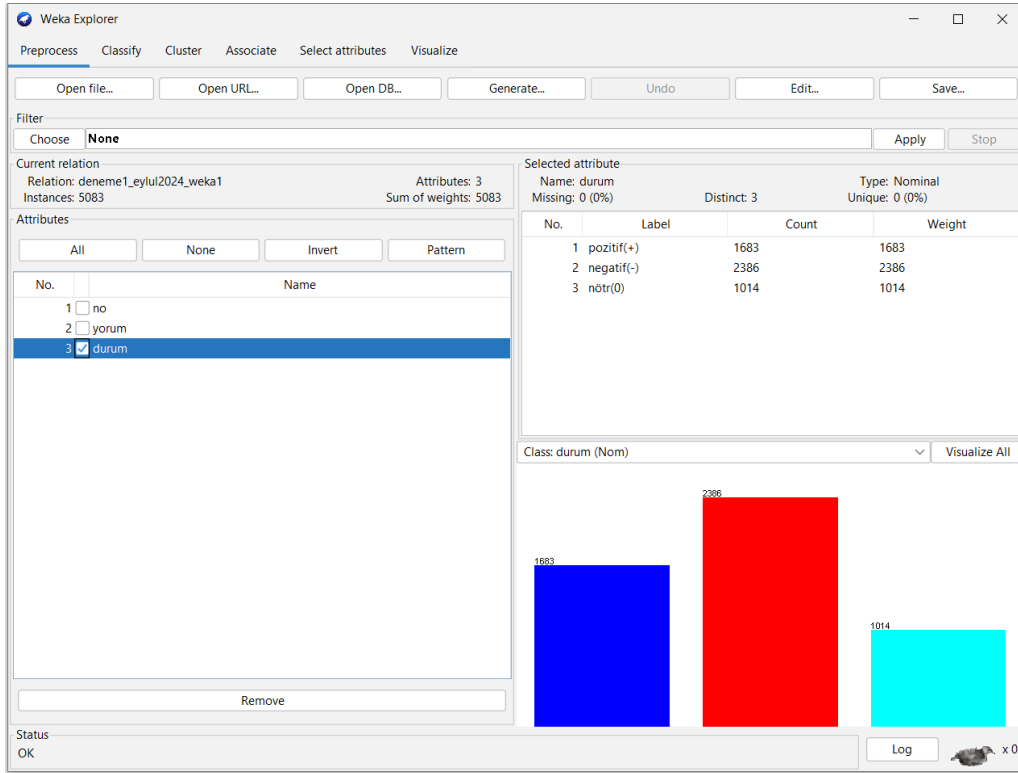 Weka Explorer
Preprocess Classify Cluster Associate Select attributes Visualize
Open file... Open URL... Open DB... Generate... Undo Edit... Save...
Filter
Choose None Apply Stop
Current relation
Relation: deneme1_eylul2024_weka1 Attributes: 3
Instances: 5083 Sum of weights: 5083
Attributes
All None Invert Pattern
No. Name
1 no
2 yorum
3 durum
Remove
Selected attribute
Name: durum Type: Nominal
Missing: 0 (0%) Distinct: 3 Unique: 0 (0%)
No. Label Count Weight
1 pozitif(+) 1683 1683
2 negatif(-) 2386 2386
3 nötr(0) 1014 1014
Class: durum (Nom) Visualize All
2386
1683
1014
Status
OK
Log x 0